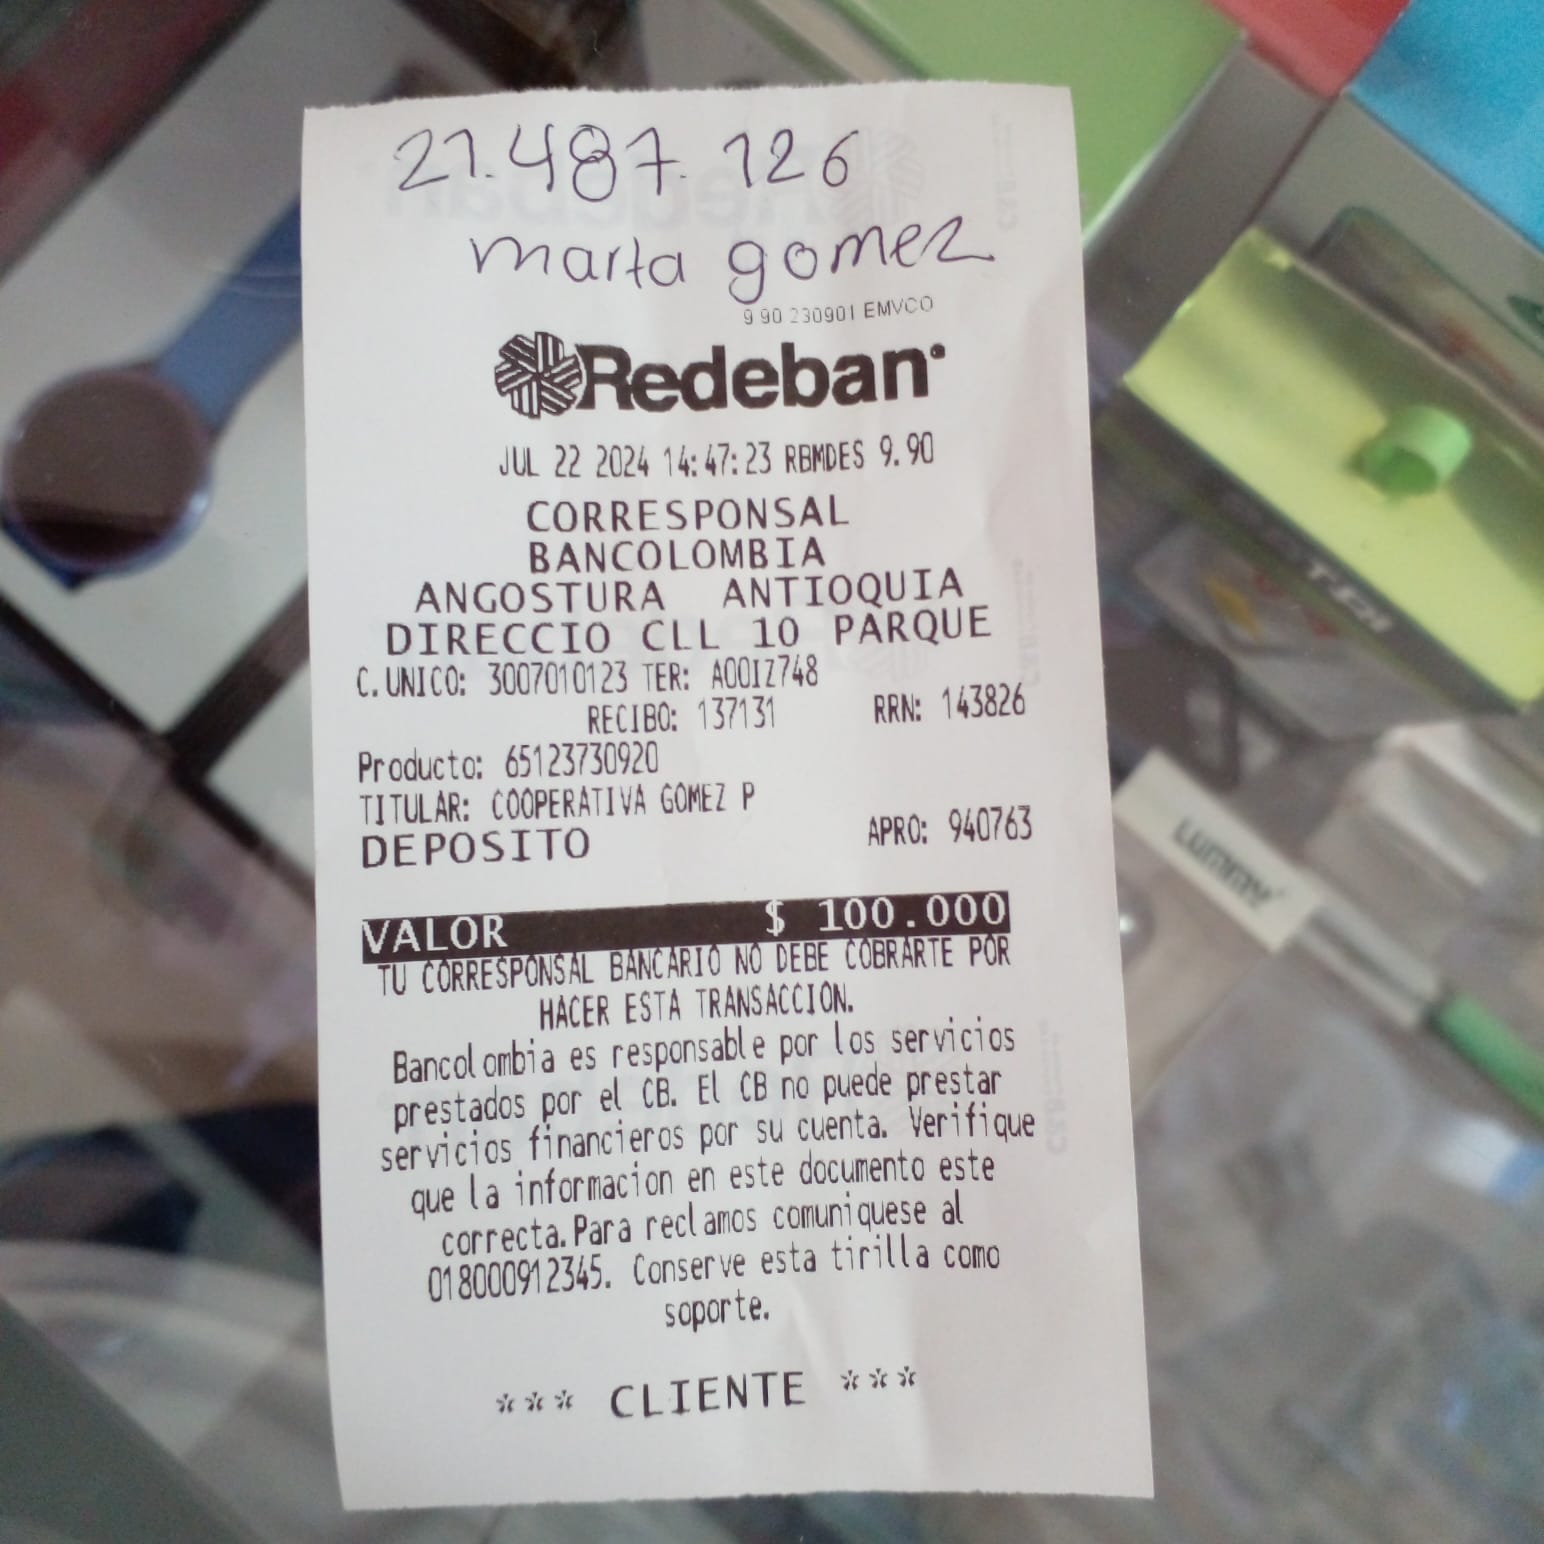 21.487.126
marta gomez
9 90 230901 EMVCO
Redeban
JUL 22 2024 14:47:23 RBMDES 9.90
CORRESPONSAL
BANCOLOMBIA
ANGOSTURA ANTIOQUIA
DIRECCIO CLL 10 PARQUE
C.UNICO: 3007010123 TER: A00IZ748
RECIBO: 137131 RRN: 143826
Producto: 65123730920
TITULAR: COOPERATIVA GOMEZ P
DEPOSITO APRO: 940763
VALOR $ 100.000
TU CORRESPONSAL BANCARIO NO DEBE COBRARTE POR
HACER ESTA TRANSACCION.
Bancolombia es responsable por los servicios
prestados por el CB. El CB no puede prestar
servicios financieros por su cuenta. Verifique
que la informacion en este documento este
correcta.Para reclamos comuniquese al
018000912345. Conserve esta tirilla como
soporte.
*** CLIENTE ***
LUMMY